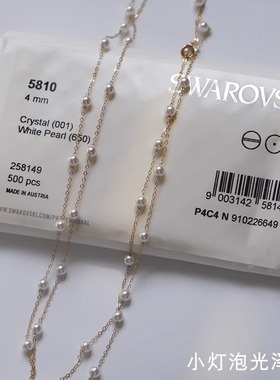 5810
SWAROVS
4 mm
Crystal (001)
White Pearl (650)
258149
500 pcs
MADE IN AUSTRIA
9 003142 5814
P4C4 N 910226649
小灯泡光泽